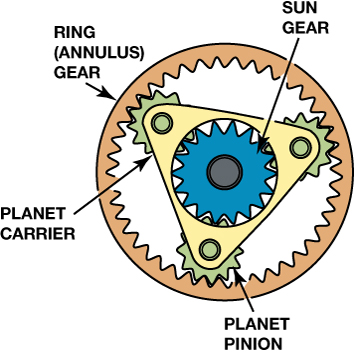 SUN
GEAR
RING
(ANNULUS)
GEAR
PLANET
CARRIER
PLANET
PINION